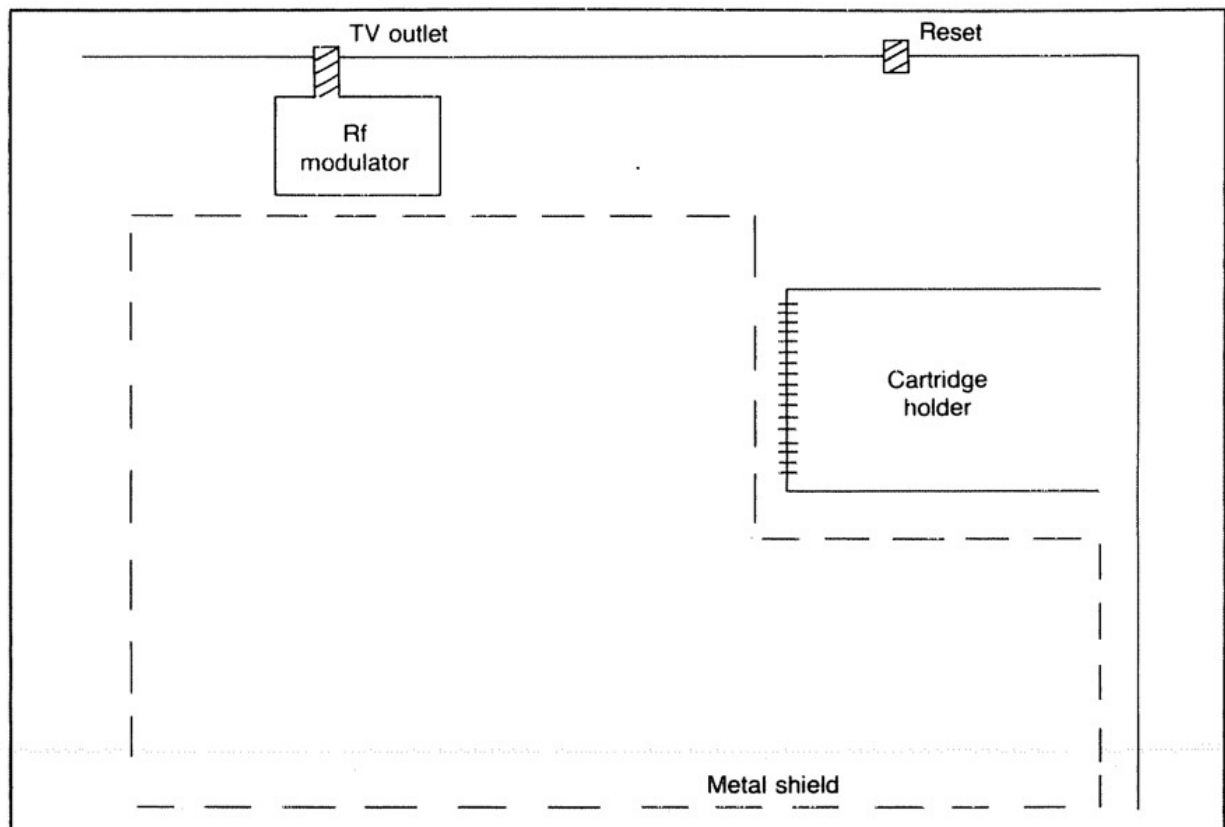 TV outlet
Reset
Rf
modulator
Cartridge
holder
Metal shield